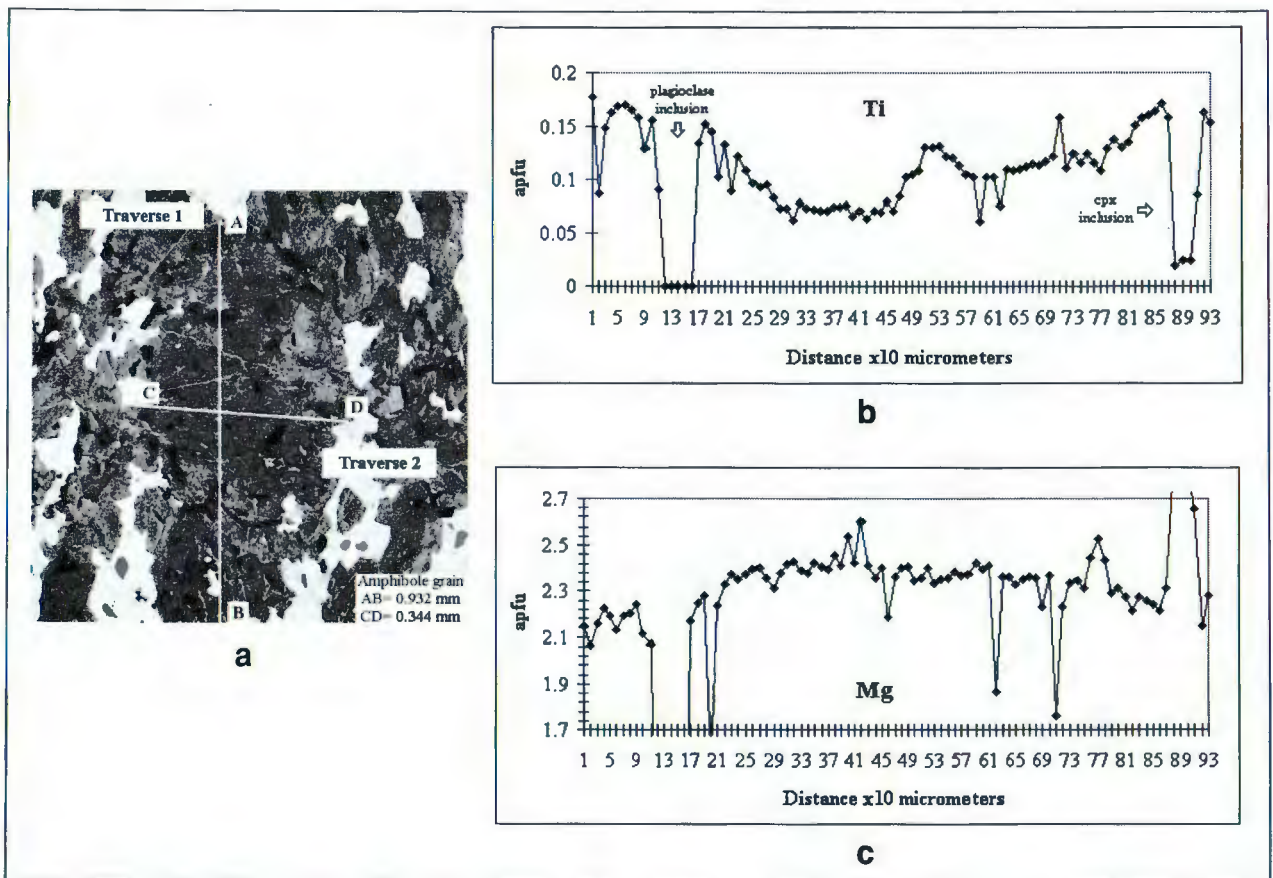 Traverse 1
A
C
D
Traverse 2
Amphibole grain
AB= 0.932 mm
CD= 0.344 mm
B
a
Ti
plagioclase
inclusion
cpx
inclusion
apfu
0.2
0.15
0.1
0.05
0
1 5 9 13 17 21 25 29 33 37 41 45 49 53 57 61 65 69 73 77 81 85 89 93
Distance x10 micrometers
b
Mg
apfu
2.7
2.5
2.3
2.1
1.9
1.7
1 5 9 13 17 21 25 29 33 37 41 45 49 53 57 61 65 69 73 77 81 85 89 93
Distance x10 micrometers
c